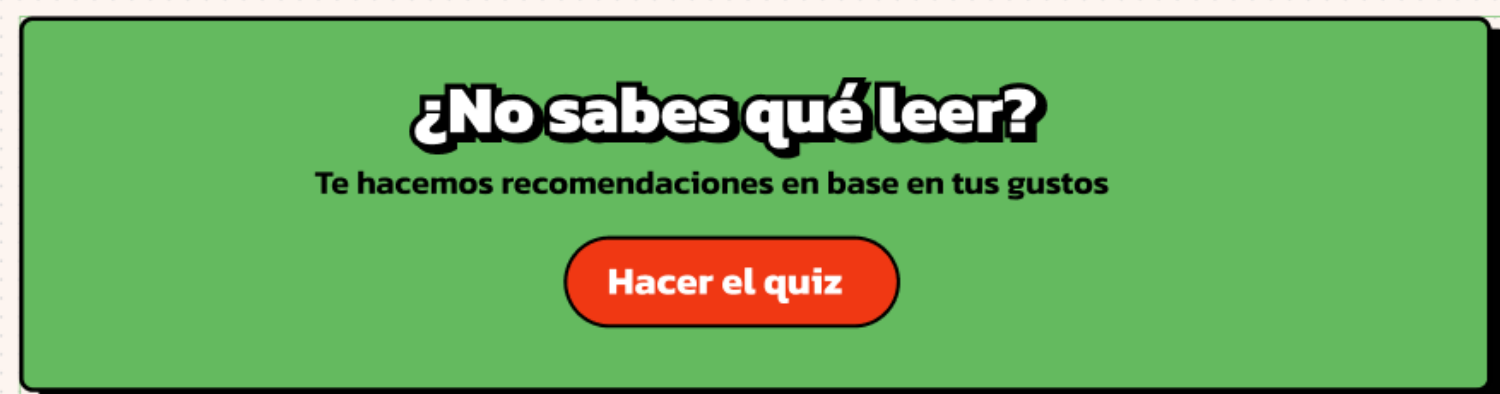 ¿No sabes qué leer?
Te hacemos recomendaciones en base en tus gustos
Hacer el quiz